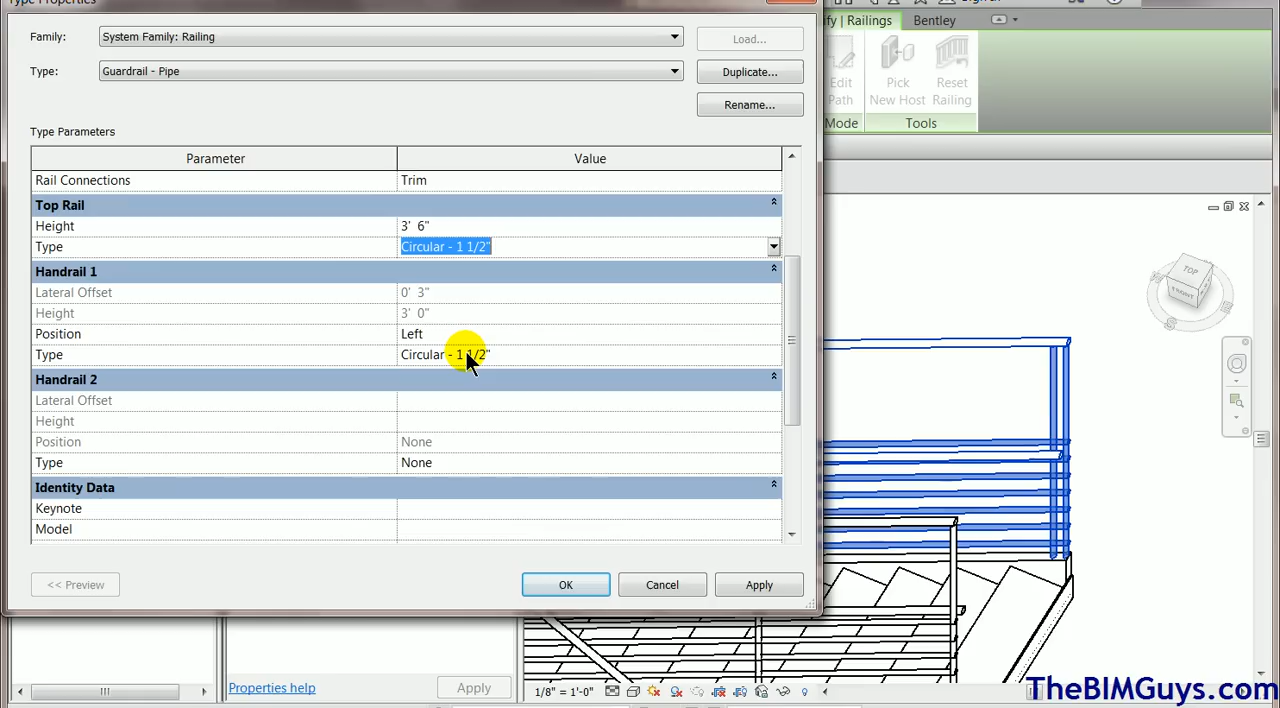 Type Properties
Family: System Family: Railing Load...
Type: Guardrail - Pipe Duplicate...
Rename...
Type Parameters
Parameter Value
Rail Connections Trim
Top Rail
Height 3' 6"
Type Circular - 1 1/2"
Handrail 1
Lateral Offset 0' 3"
Height 3' 0"
Position Left
Type Circular - 1 1/2"
Handrail 2
Lateral Offset
Height
Position None
Type None
Identity Data
Keynote
Model
<< Preview OK Cancel Apply
Railings Bentley
Edit Path
Pick New Host
Reset Railing
Mode Tools
TOP
FRONT
Properties help Apply
1/8" = 1'-0"
TheBIMGuys.com